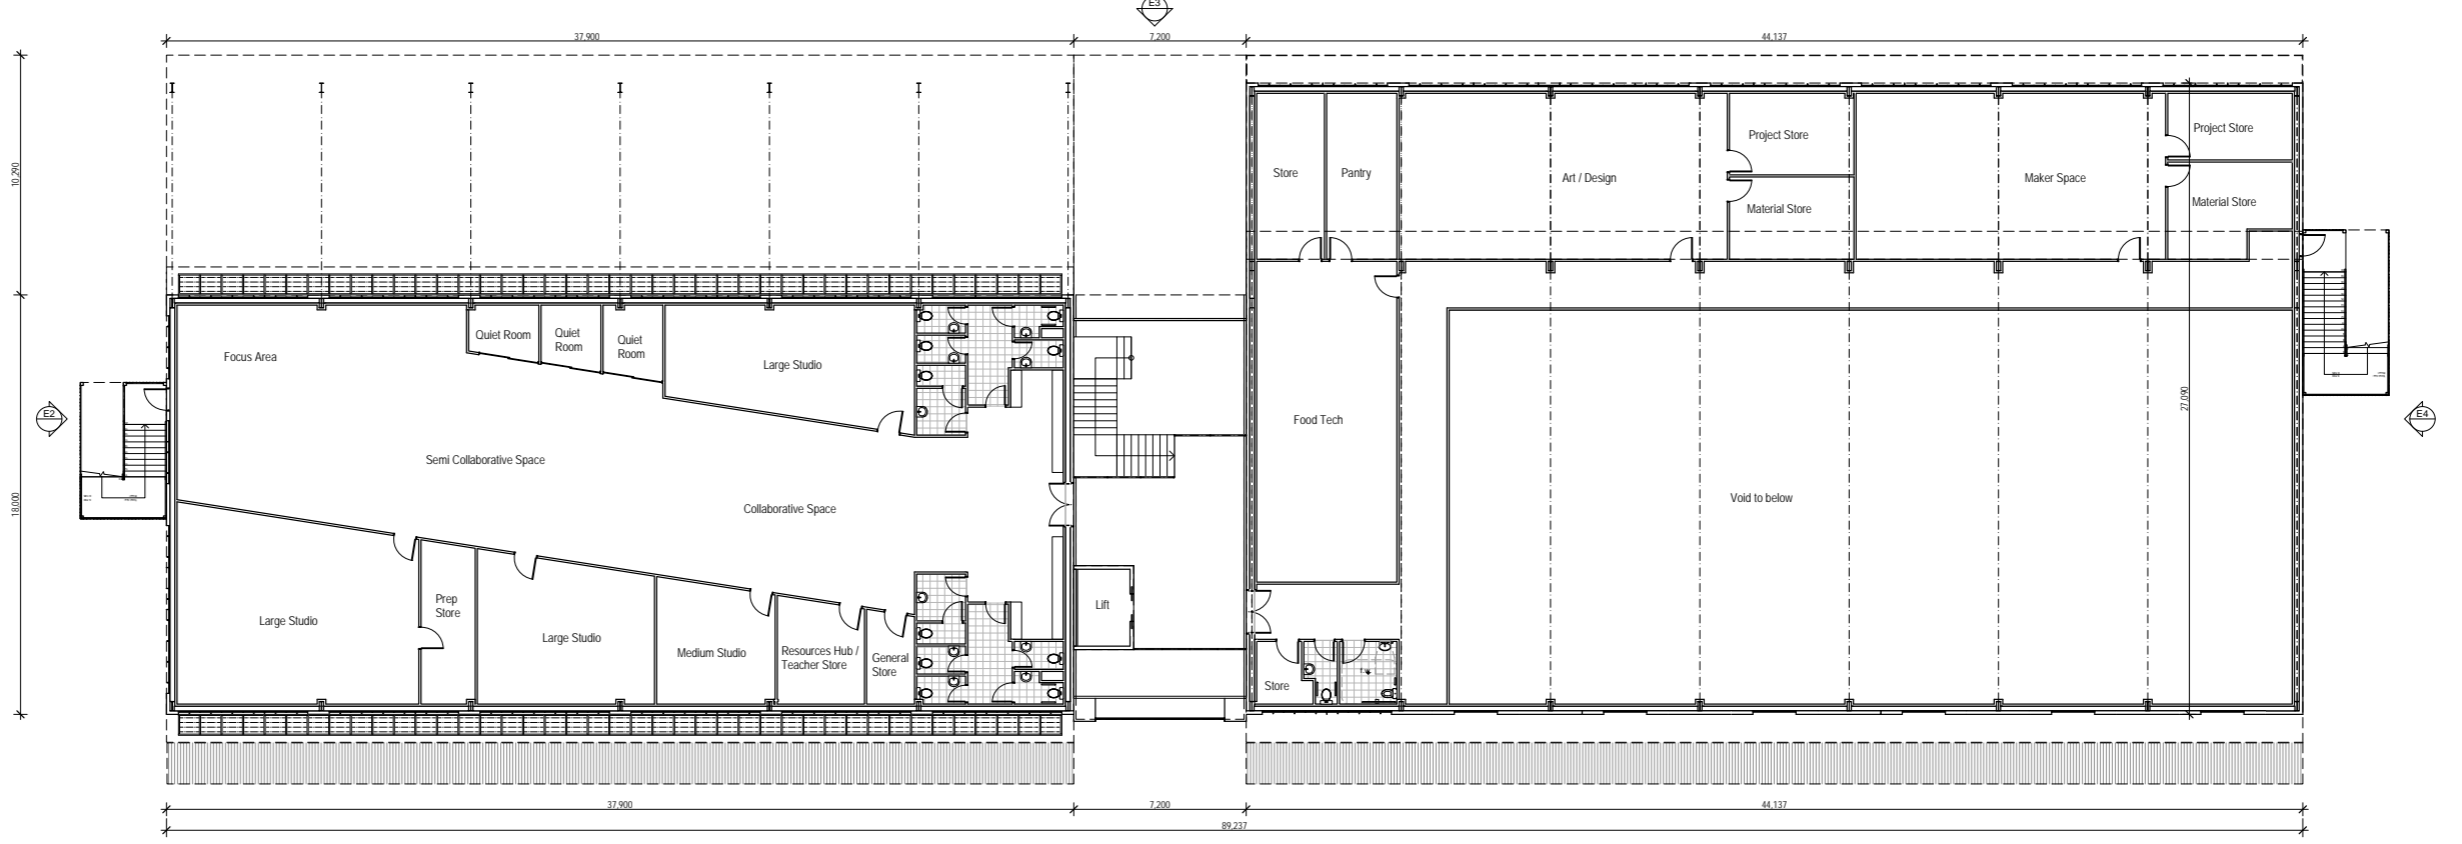 E3
37,900
7,200
44,137
10,290
18,000
27,090
Store
Pantry
Art / Design
Project Store
Material Store
Maker Space
Project Store
Material Store
Focus Area
Quiet Room
Quiet
Room
Quiet
Room
Large Studio
E2
E4
Food Tech
Semi Collaborative Space
Collaborative Space
Void to below
Large Studio
Prep
Store
Large Studio
Medium Studio
Resources Hub /
Teacher Store
General
Store
Lift
Store
37,900
7,200
44,137
89,237